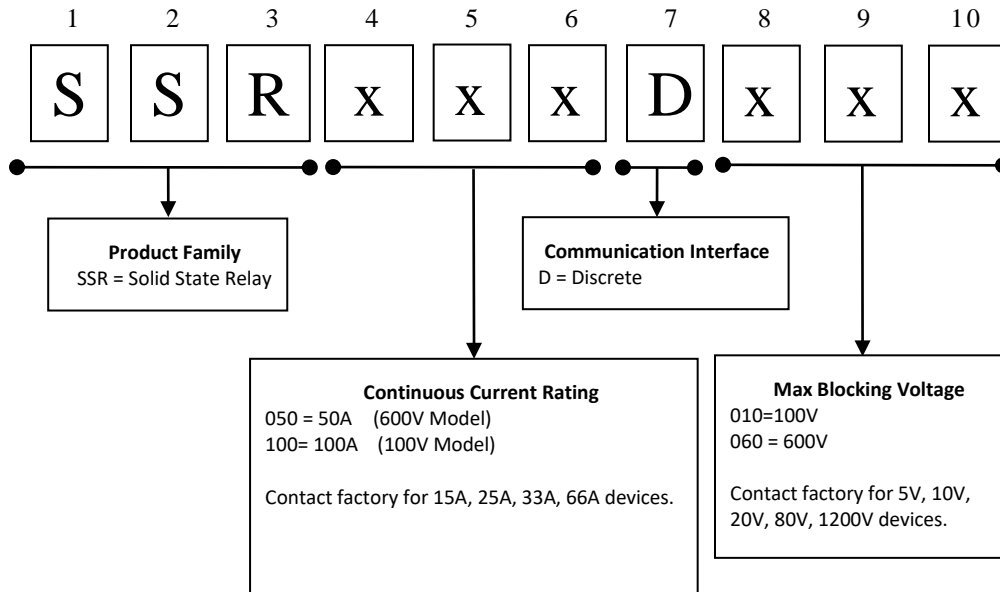 1 2 3 4 5 6 7 8 9 10
S S R x x x D x x x
Product Family
SSR = Solid State Relay
Communication Interface
D = Discrete
Continuous Current Rating
050 = 50A (600V Model)
100= 100A (100V Model)
Contact factory for 15A, 25A, 33A, 66A devices.
Max Blocking Voltage
010=100V
060 = 600V
Contact factory for 5V, 10V,
20V, 80V, 1200V devices.